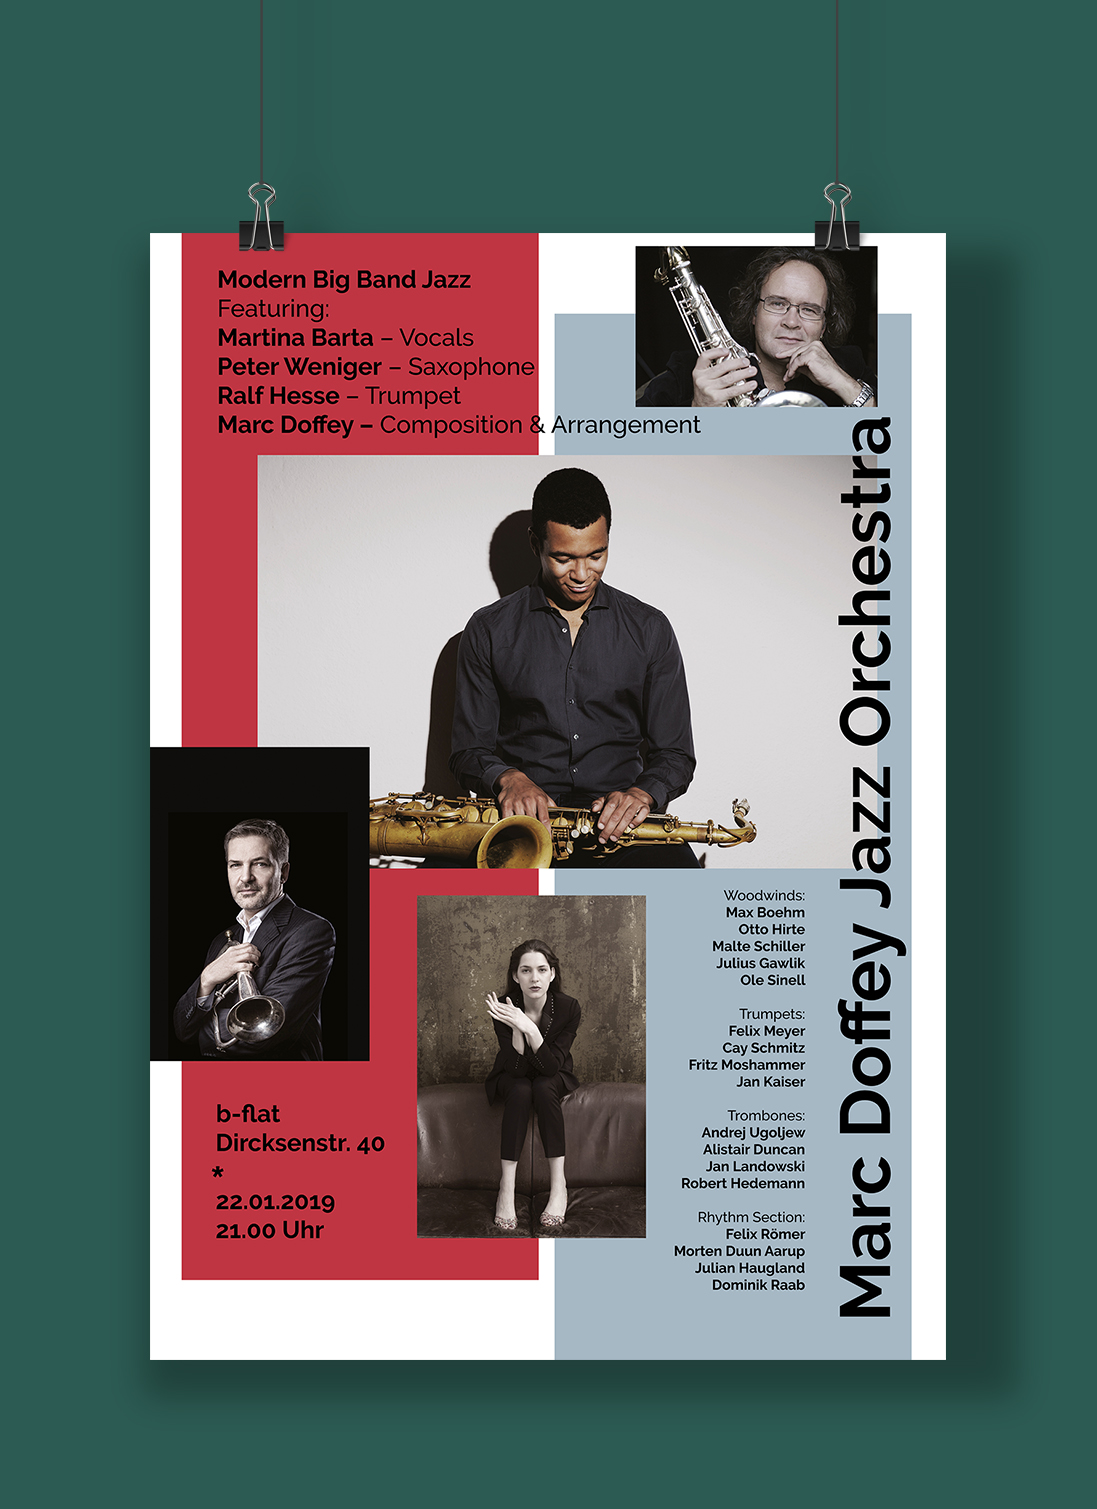 Modern Big Band Jazz
Featuring:
Martina Barta – Vocals
Peter Weniger – Saxophone
Ralf Hesse – Trumpet
Marc Doffey – Composition & Arrangement
Marc Doffey Jazz Orchestra
Woodwinds:
Max Boehm
Otto Hirte
Malte Schiller
Julius Gawlik
Ole Sinell
Trumpets:
Felix Meyer
Cay Schmitz
Fritz Moshammer
Jan Kaiser
Trombones:
Andrej Ugoljew
Alistair Duncan
Jan Landowski
Robert Hedemann
Rhythm Section:
Felix Römer
Morten Duun Aarup
Julian Haugland
Dominik Raab
b-flat
Dircksenstr. 40
*
22.01.2019
21.00 Uhr